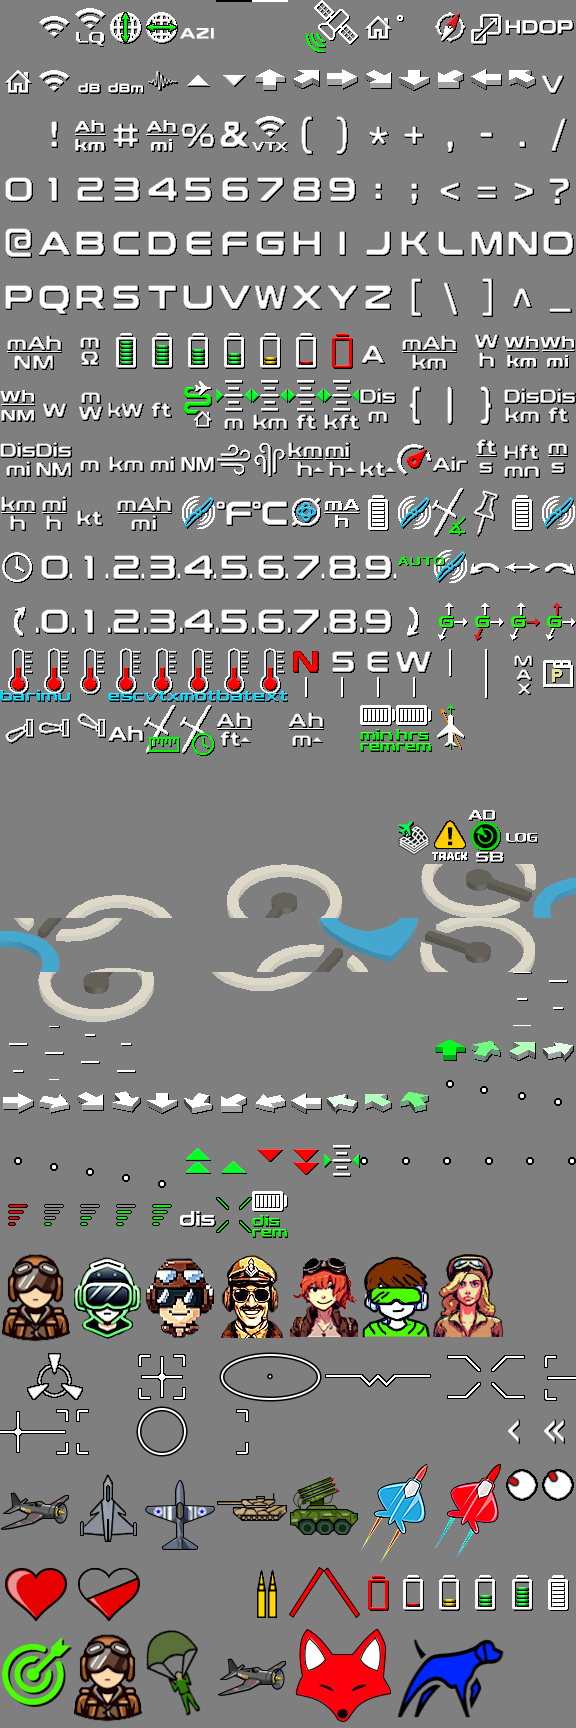 LQ AZI HDOP
dB dBm V
! Ah/km # Ah/mi % & VTX ( ) * + , - . /
0 1 2 3 4 5 6 7 8 9 : ; < = > ?
@ A B C D E F G H I J K L M N O
P Q R S T U V W X Y Z [ \ ] ^ _
mAh/NM m/Ω A mAh/km W/h Wh/km Wh/mi
Wh/NM W m/W kW ft m km ft kft Dis/m { | } Dis/km Dis/ft
Dis/mi Dis/NM m km mi NM km/h mi/h kt Air ft/s Hft/mn m/s
km/h mi/h kt mAh/mi °F °C mA/h
0. 1. 2. 3. 4. 5. 6. 7. 8. 9. AUTO
.0 .1 .2 .3 .4 .5 .6 .7 .8 .9 G G G G
bar imu esc vtx mot bat ext N S E W MAX P
Ah Ah/ft Ah/m min rem hrs rem
TRACK AD SB LOG
dis dis rem